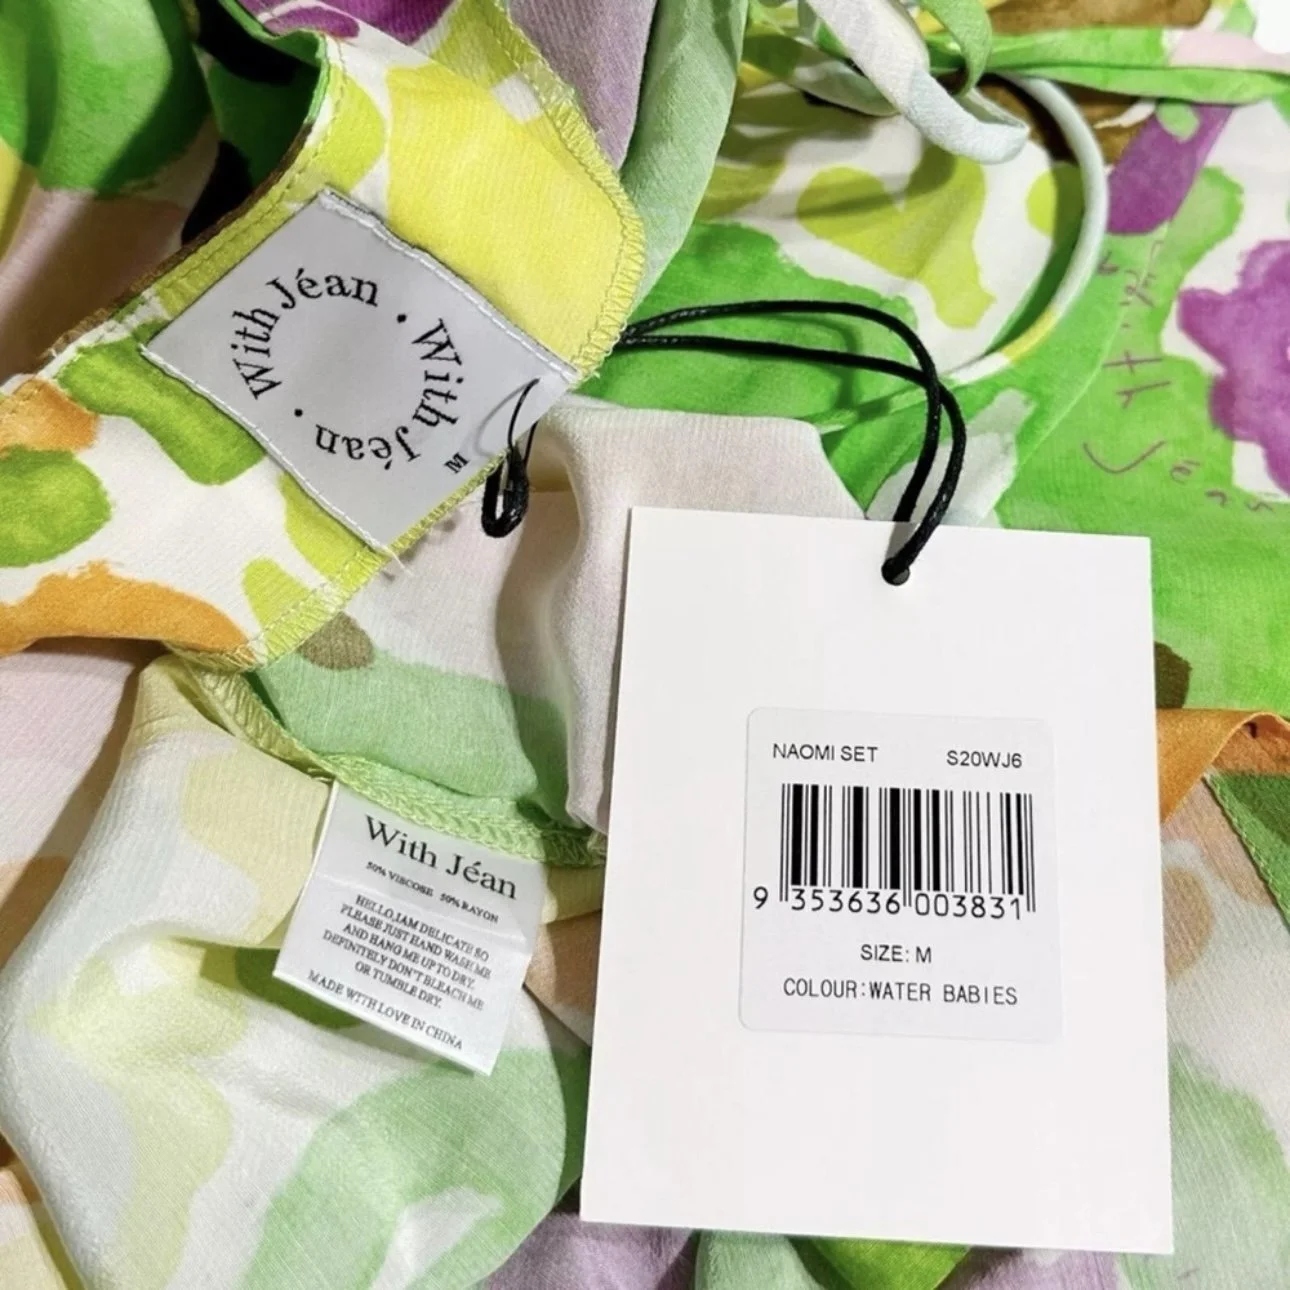 With Jéan · With Jéan ·
M
With
Jéans
NAOMI SET S20WJ6
9 353636 003831
SIZE: M
COLOUR:WATER BABIES
With Jéan
50% VISCOSE 50% RAYON
HELLO,IAM DELICATE SO
PLEASE JUST HAND WASH ME
AND HANG ME UP TO DRY.
DEFINITELY DON'T BLEACH ME
OR TUMBLE DRY.
MADE WITH LOVE IN CHINA